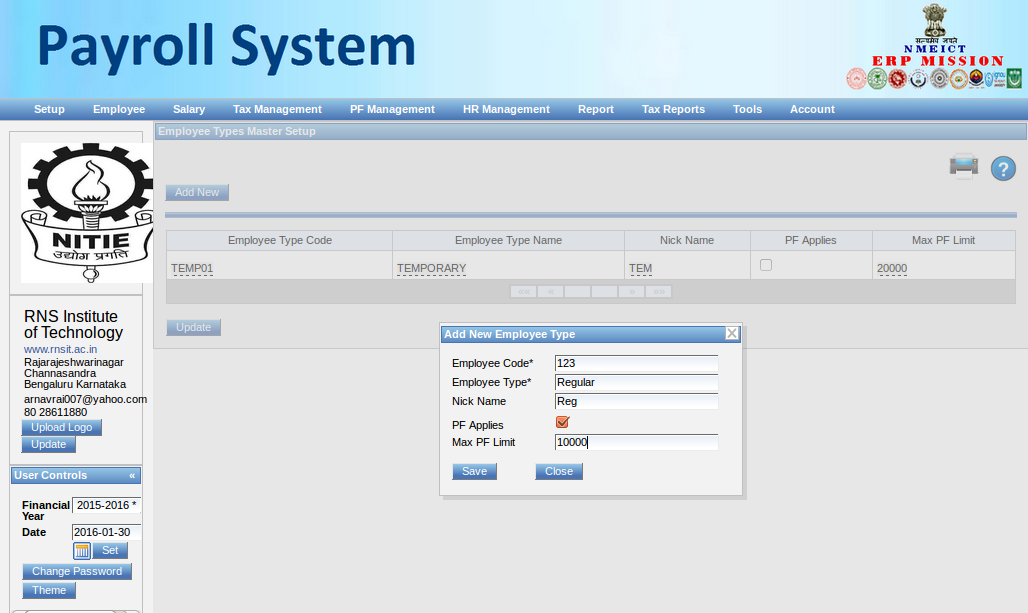 Payroll System
सत्यमेव जयते
NMEICT
ERP MISSION
Setup Employee Salary Tax Management PF Management HR Management Report Tax Reports Tools Account
NITIE
उद्योग प्रगति
RNS Institute
of Technology
www.rnsit.ac.in
Rajarajeshwarinagar
Channasandra
Bengaluru Karnataka
arnavrai007@yahoo.com
80 28611880
Upload Logo
Update
User Controls «
Financial Year 2015-2016 *
Date 2016-01-30
Set
Change Password
Theme
Employee Types Master Setup
?
Add New
Employee Type Code Employee Type Name Nick Name PF Applies Max PF Limit
TEMP01 TEMPORARY TEM 20000
«« « » »»
Update
Add New Employee Type X
Employee Code* 123
Employee Type* Regular
Nick Name Reg
PF Applies
Max PF Limit 10000
Save Close